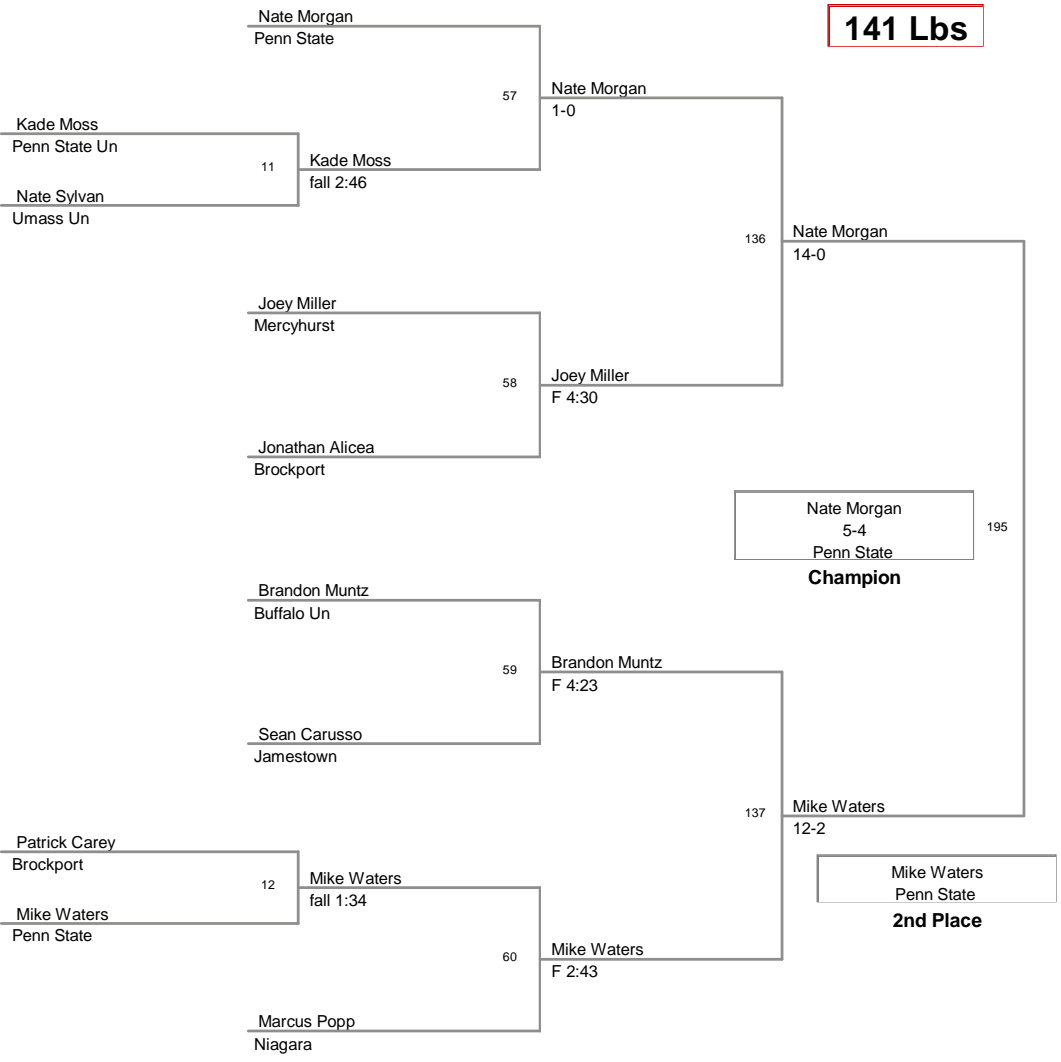 141 Lbs
Nate Morgan
Penn State
57
Nate Morgan
1-0
Kade Moss
Penn State Un
11
Kade Moss
fall 2:46
Nate Sylvan
Umass Un
136
Nate Morgan
14-0
Joey Miller
Mercyhurst
58
Joey Miller
F 4:30
Jonathan Alicea
Brockport
Nate Morgan
5-4
Penn State
Champion
195
Brandon Muntz
Buffalo Un
59
Brandon Muntz
F 4:23
Sean Carusso
Jamestown
137
Mike Waters
12-2
Patrick Carey
Brockport
12
Mike Waters
fall 1:34
Mike Waters
Penn State
Mike Waters
Penn State
2nd Place
60
Mike Waters
F 2:43
Marcus Popp
Niagara